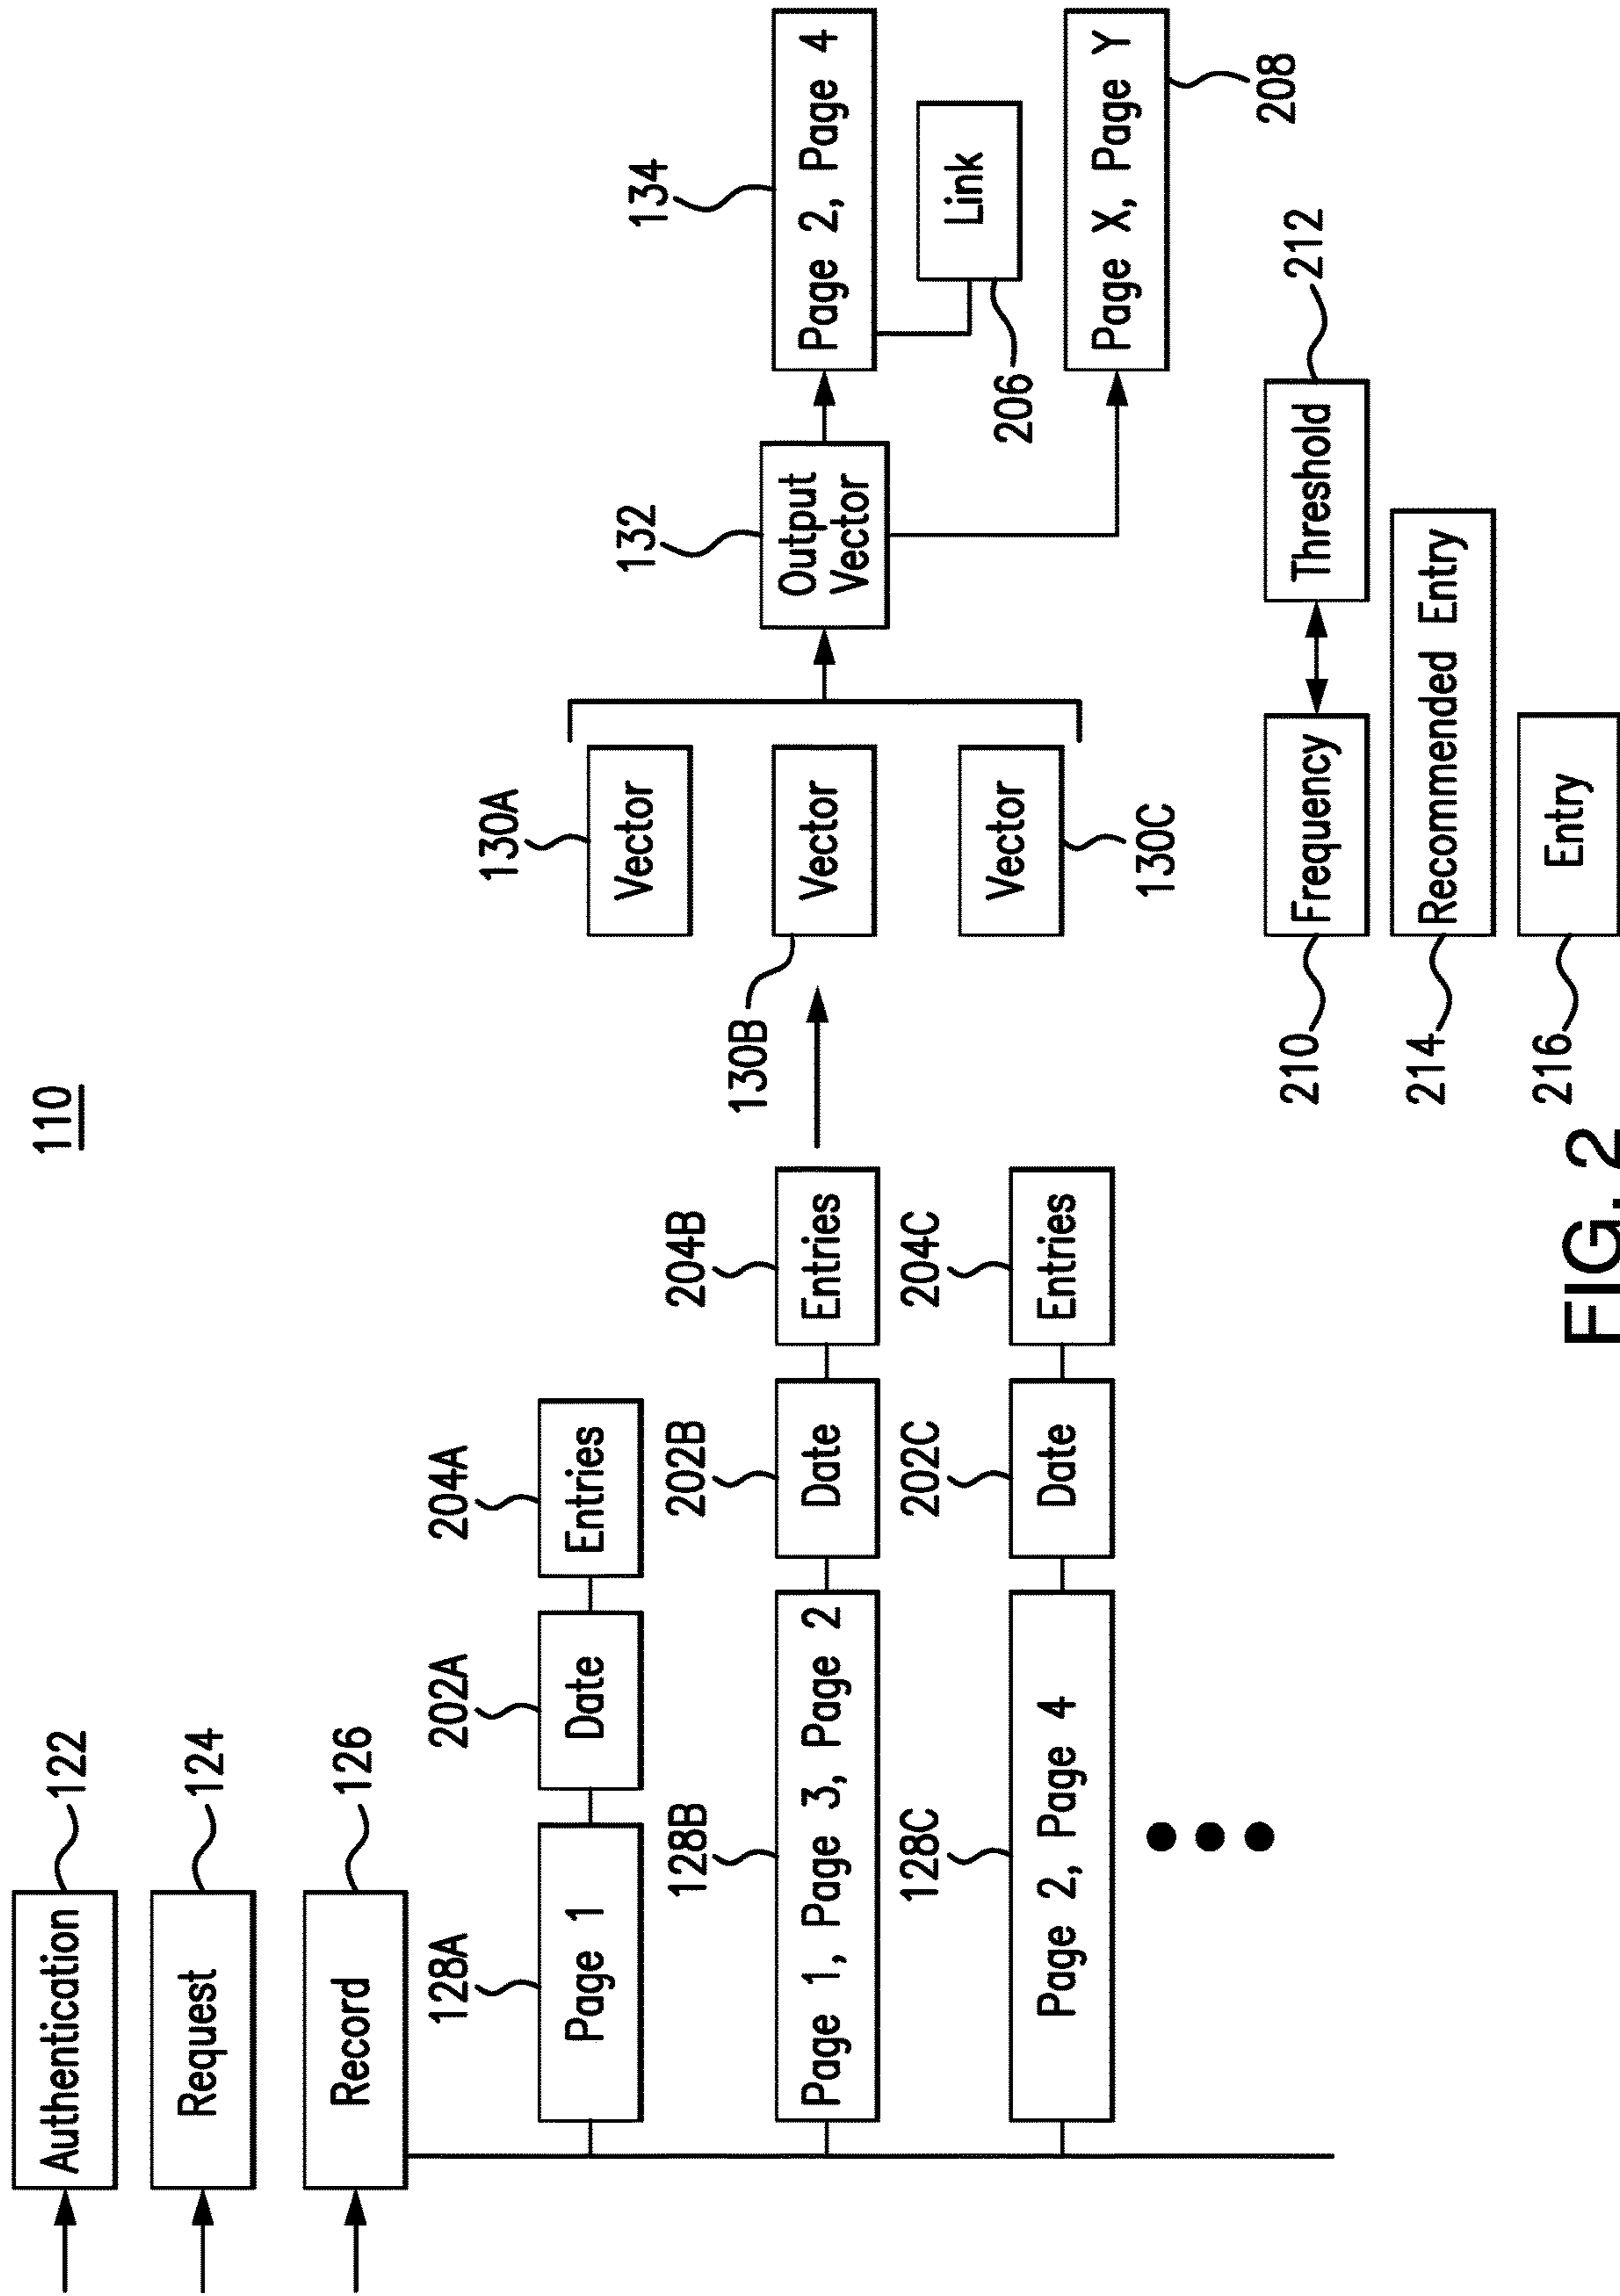 110
Authentication
122
Request
124
Record
126
128A
202A
204A
Page 1
Date
Entries
128B
202B
204B
Page 1, Page 3, Page 2
Date
Entries
128C
202C
204C
Page 2, Page 4
Date
Entries
130A
Vector
130B
Vector
Vector
130C
132
Output
Vector
134
Page 2, Page 4
Link
206
Page X, Page Y
208
210
Frequency
Threshold
212
214
Recommended Entry
216
Entry
FIG. 2